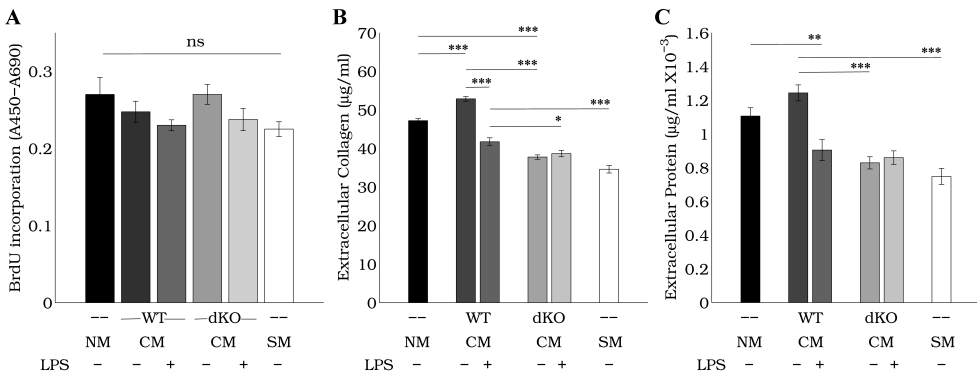 A
BrdU incorporation (A450−A690)
0.3
0.2
0.1
0
ns
-- WT dKO --
NM CM CM SM
LPS − − + − + −
B
Extracellular Collagen (µg/ml)
70
60
50
40
30
20
10
0
***
***
***
***
***
*
-- WT dKO --
NM CM CM SM
− − + − + −
C
Extracellular Protein (µg/ml X10⁻³)
1.6
1.4
1.2
1
0.8
0.6
0.4
0.2
0
**
***
***
-- WT dKO --
NM CM CM SM
LPS − − + − + −